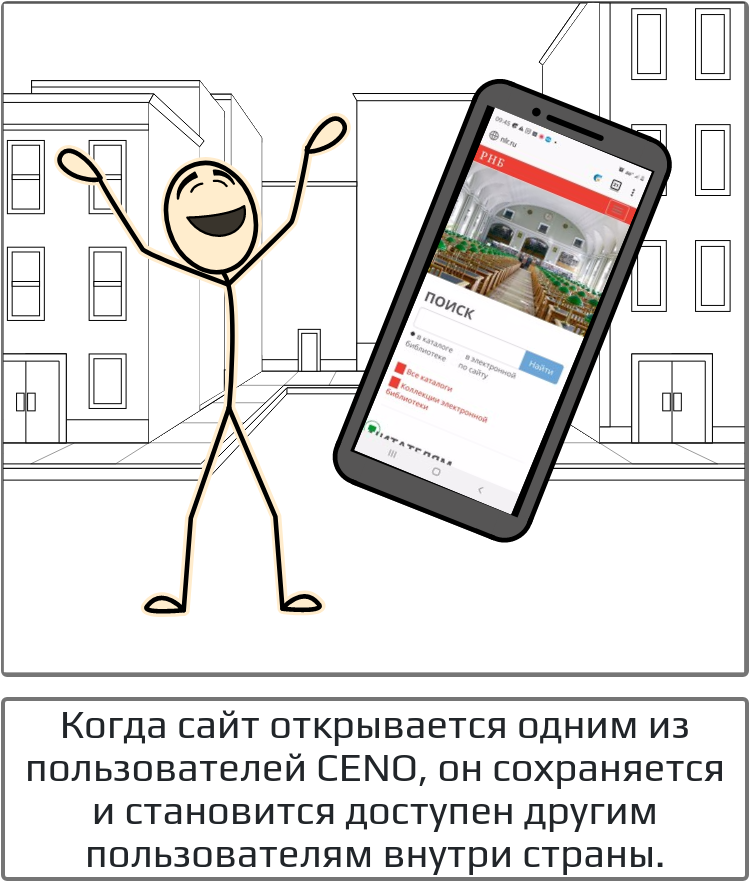 09:45
nlr.ru
РНБ
ПОИСК
в каталоге библиотеке
в электронной
по сайту
Найти
Все каталоги
Коллекции электронной
библиотеки
ЧИТАТЕЛЯМ
Когда сайт открывается одним из
пользователей CENO, он сохраняется
и становится доступен другим
пользователям внутри страны.